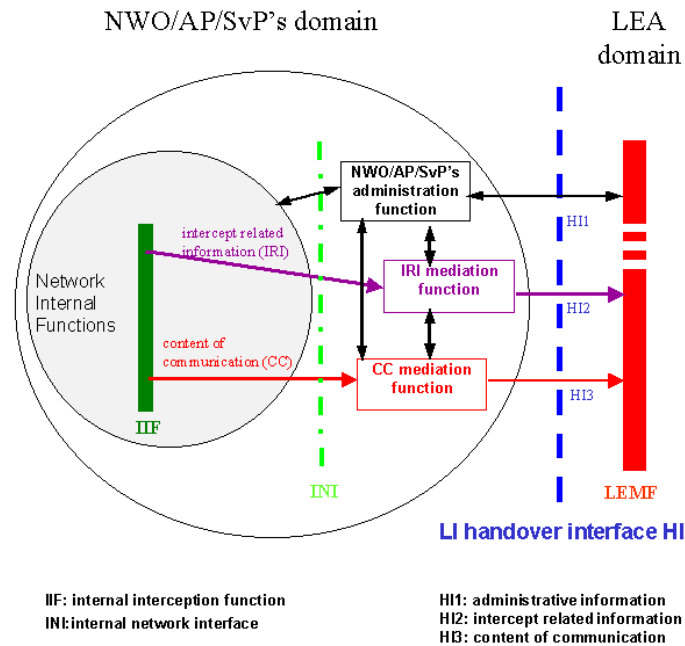 NWO/AP/SvP's domain
LEA
domain
NWO/AP/SvP's
administration
function
HI1
intercept related
information (IRI)
IRI mediation
function
HI2
Network
Internal
Functions
content of
communication (CC)
CC mediation
function
HI3
IIF
INI
LEMF
LI handover interface HI
IIF: internal interception function
INI:internal network interface
HI1: administrative information
HI2: intercept related information
HI3: content of communication